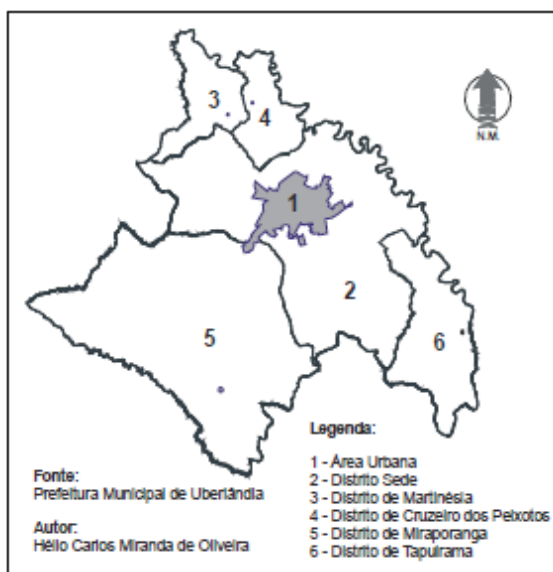 3
4
N.M.
1
2
5
6
Legenda:
1 - Área Urbana
2 - Distrito Sede
3 - Distrito de Martinésia
4 - Distrito de Cruzeiro dos Peixotos
5 - Distrito de Miraporanga
6 - Distrito de Tapuirama
Fonte:
Prefeitura Municipal de Uberlândia
Autor:
Hélio Carlos Miranda de Oliveira